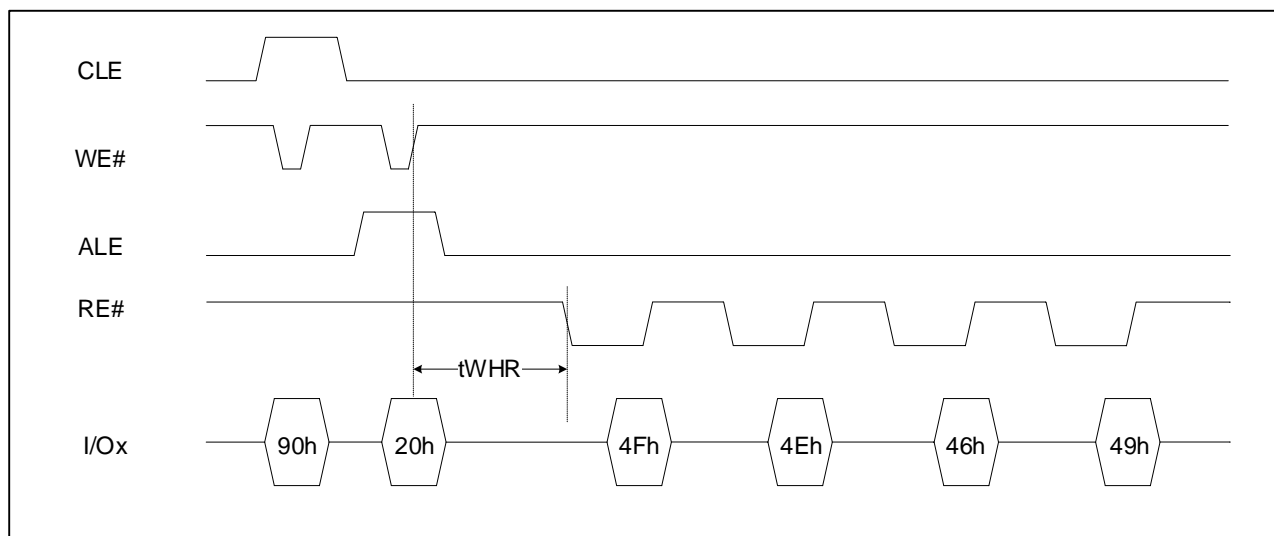 CLE
WE#
ALE
RE#
tWHR
I/Ox 90h 20h 4Fh 4Eh 46h 49h